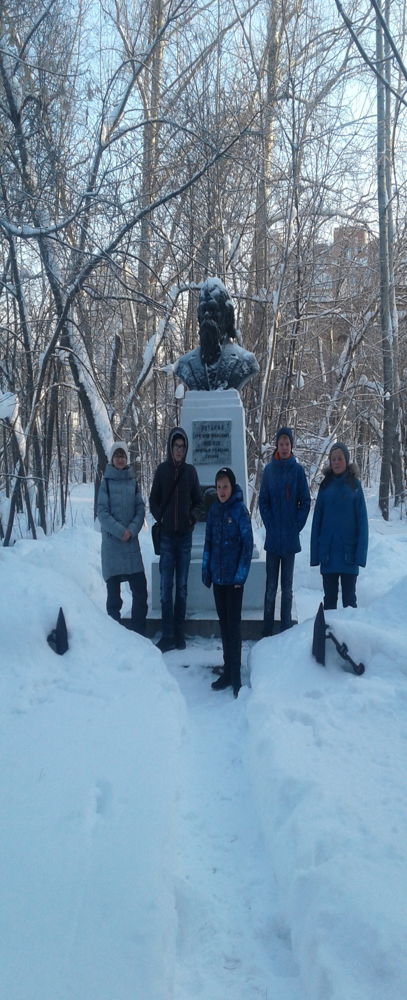 ПОТАНИН
ГРИГОРИЙ НИКОЛАЕВИЧ
1835-1920
ПОЧЕТНЫЙ ГРАЖДАНИН
СИБИРИ